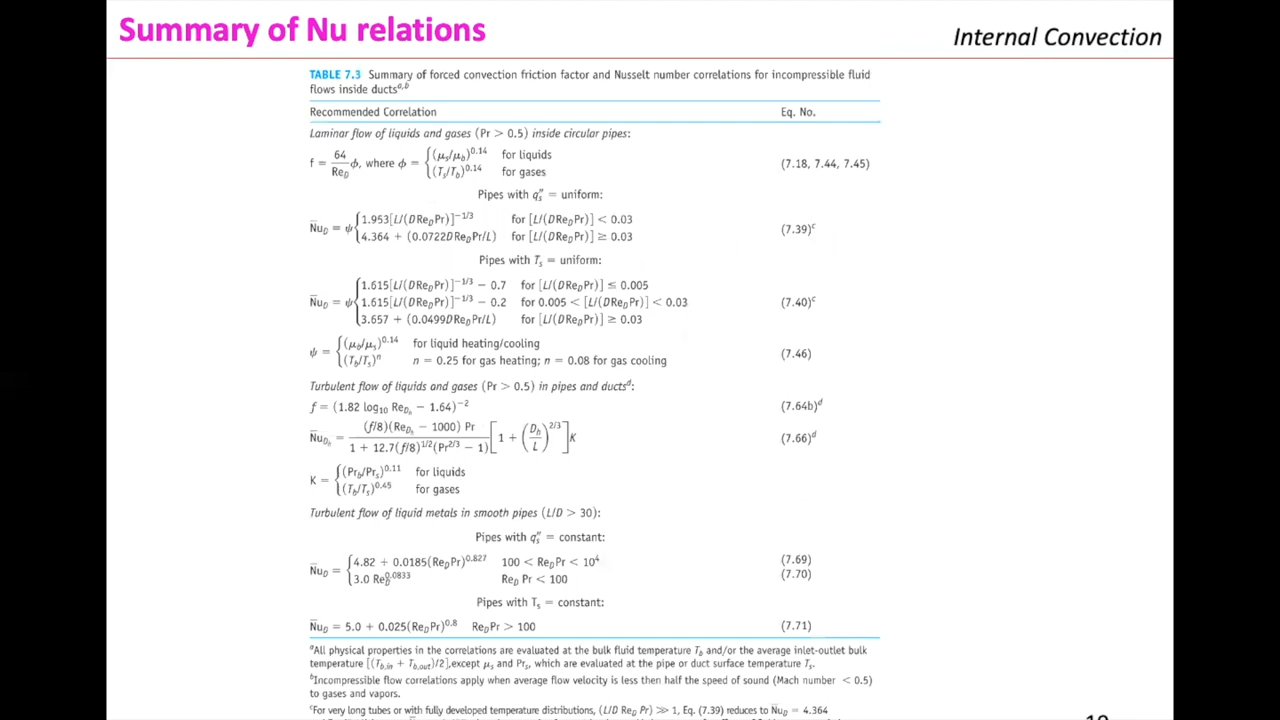 Summary of Nu relations
Internal Convection
TABLE 7.3 Summary of forced convection friction factor and Nusselt number correlations for incompressible fluid
flows inside ducts^a,b
Recommended Correlation Eq. No.
Laminar flow of liquids and gases (Pr > 0.5) inside circular pipes:
f = 64/Re_D φ, where φ = { (μ_s/μ_b)^0.14 for liquids
(T_s/T_b)^0.14 for gases (7.18, 7.44, 7.45)
Pipes with q″_s = uniform:
N̄u_D = ψ { 1.953[L/(DRe_DPr)]^−1/3 for [L/(DRe_DPr)] < 0.03
4.364 + (0.0722DRe_DPr/L) for [L/(DRe_DPr)] ≥ 0.03 (7.39)^c
Pipes with T_s = uniform:
1.615[L/(DRe_DPr)]^−1/3 − 0.7 for [L/(DRe_DPr)] ≤ 0.005
N̄u_D = ψ { 1.615[L/(DRe_DPr)]^−1/3 − 0.2 for 0.005 < [L/(DRe_DPr)] < 0.03 (7.40)^c
3.657 + (0.0499DRe_DPr/L) for [L/(DRe_DPr)] ≥ 0.03
ψ = { (μ_b/μ_s)^0.14 for liquid heating/cooling
(T_b/T_s)^n n = 0.25 for gas heating; n = 0.08 for gas cooling (7.46)
Turbulent flow of liquids and gases (Pr > 0.5) in pipes and ducts^d:
f = (1.82 log_10 Re_D_h − 1.64)^−2 (7.64b)^d
N̄u_D_h = (f/8)(Re_D_h − 1000) Pr / 1 + 12.7(f/8)^1/2(Pr^2/3 − 1) [1 + (D_h/L)^2/3]K (7.66)^d
K = { (Pr_b/Pr_s)^0.11 for liquids
(T_b/T_s)^0.45 for gases
Turbulent flow of liquid metals in smooth pipes (L/D > 30):
Pipes with q″_s = constant:
N̄u_D = { 4.82 + 0.0185(Re_DPr)^0.827 100 < Re_DPr < 10^4 (7.69)
3.0 Re_D^0.0833 Re_D Pr < 100 (7.70)
Pipes with T_s = constant:
N̄u_D = 5.0 + 0.025(Re_DPr)^0.8 Re_DPr > 100 (7.71)
^aAll physical properties in the correlations are evaluated at the bulk fluid temperature T_b and/or the average inlet-outlet bulk
temperature [(T_b,in + T_b,out)/2],except μ_s and Pr_s, which are evaluated at the pipe or duct surface temperature T_s.
^bIncompressible flow correlations apply when average flow velocity is less then half the speed of sound (Mach number < 0.5)
to gases and vapors.
^cFor very long tubes or with fully developed temperature distributions, (L/D Re_D Pr) ≫ 1, Eq. (7.39) reduces to N̄u_D = 4.364